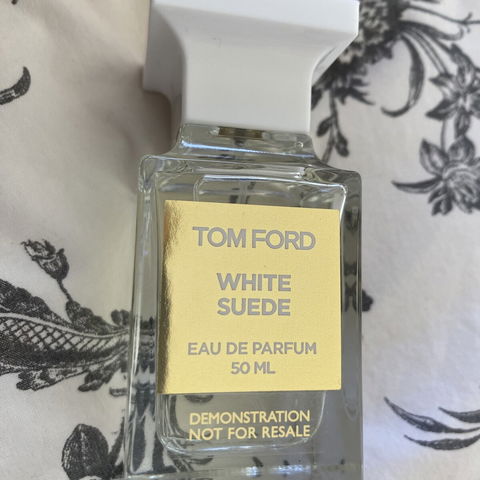 TOM FORD
WHITE
SUEDE
EAU DE PARFUM
50 ML
DEMONSTRATION
NOT FOR RESALE